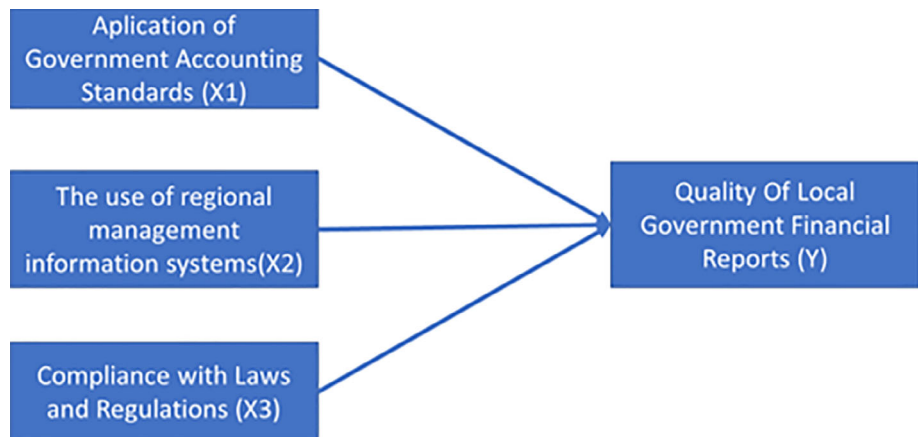 Aplication of
Government Accounting
Standards (X1)
The use of regional
management
information systems(X2)
Compliance with Laws
and Regulations (X3)
Quality Of Local
Government Financial
Reports (Y)